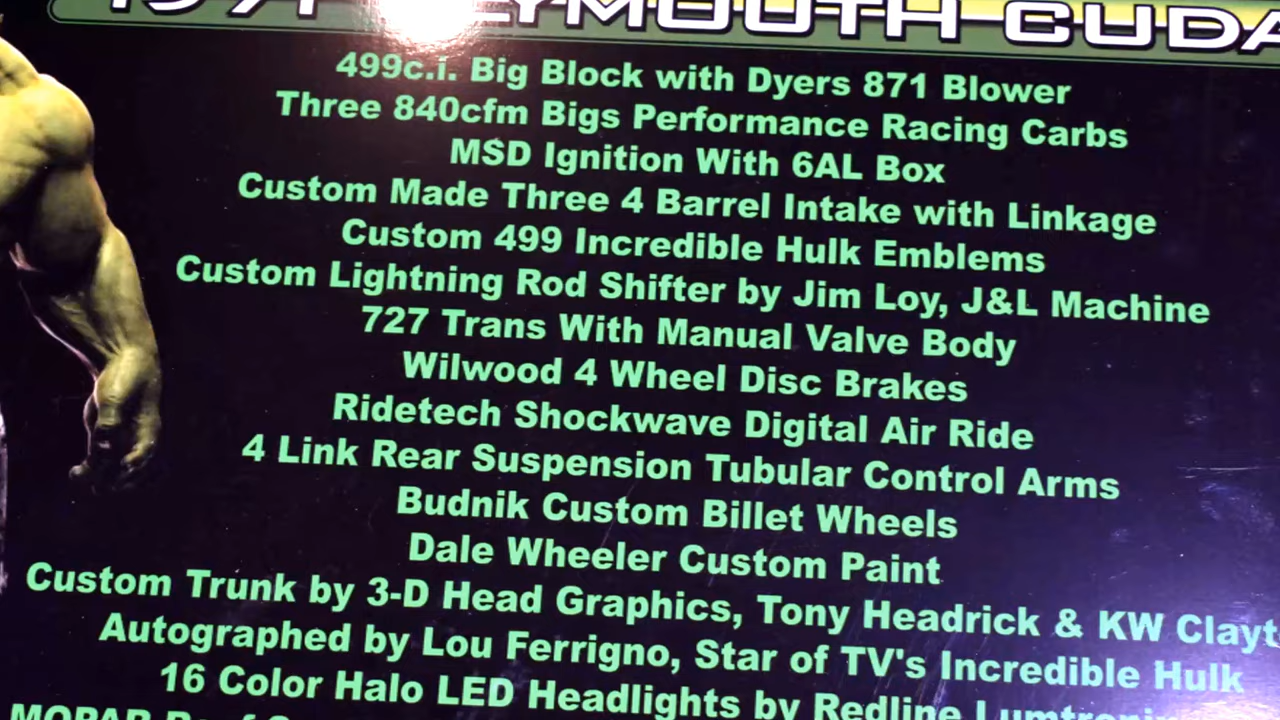 1971 PLYMOUTH CUDA
499c.i. Big Block with Dyers 871 Blower
Three 840cfm Bigs Performance Racing Carbs
MSD Ignition With 6AL Box
Custom Made Three 4 Barrel Intake with Linkage
Custom 499 Incredible Hulk Emblems
Custom Lightning Rod Shifter by Jim Loy, J&L Machine
727 Trans With Manual Valve Body
Wilwood 4 Wheel Disc Brakes
Ridetech Shockwave Digital Air Ride
4 Link Rear Suspension Tubular Control Arms
Budnik Custom Billet Wheels
Dale Wheeler Custom Paint
Custom Trunk by 3-D Head Graphics, Tony Headrick & KW Clayt
Autographed by Lou Ferrigno, Star of TV's Incredible Hulk
16 Color Halo LED Headlights by Redline
MOPAR